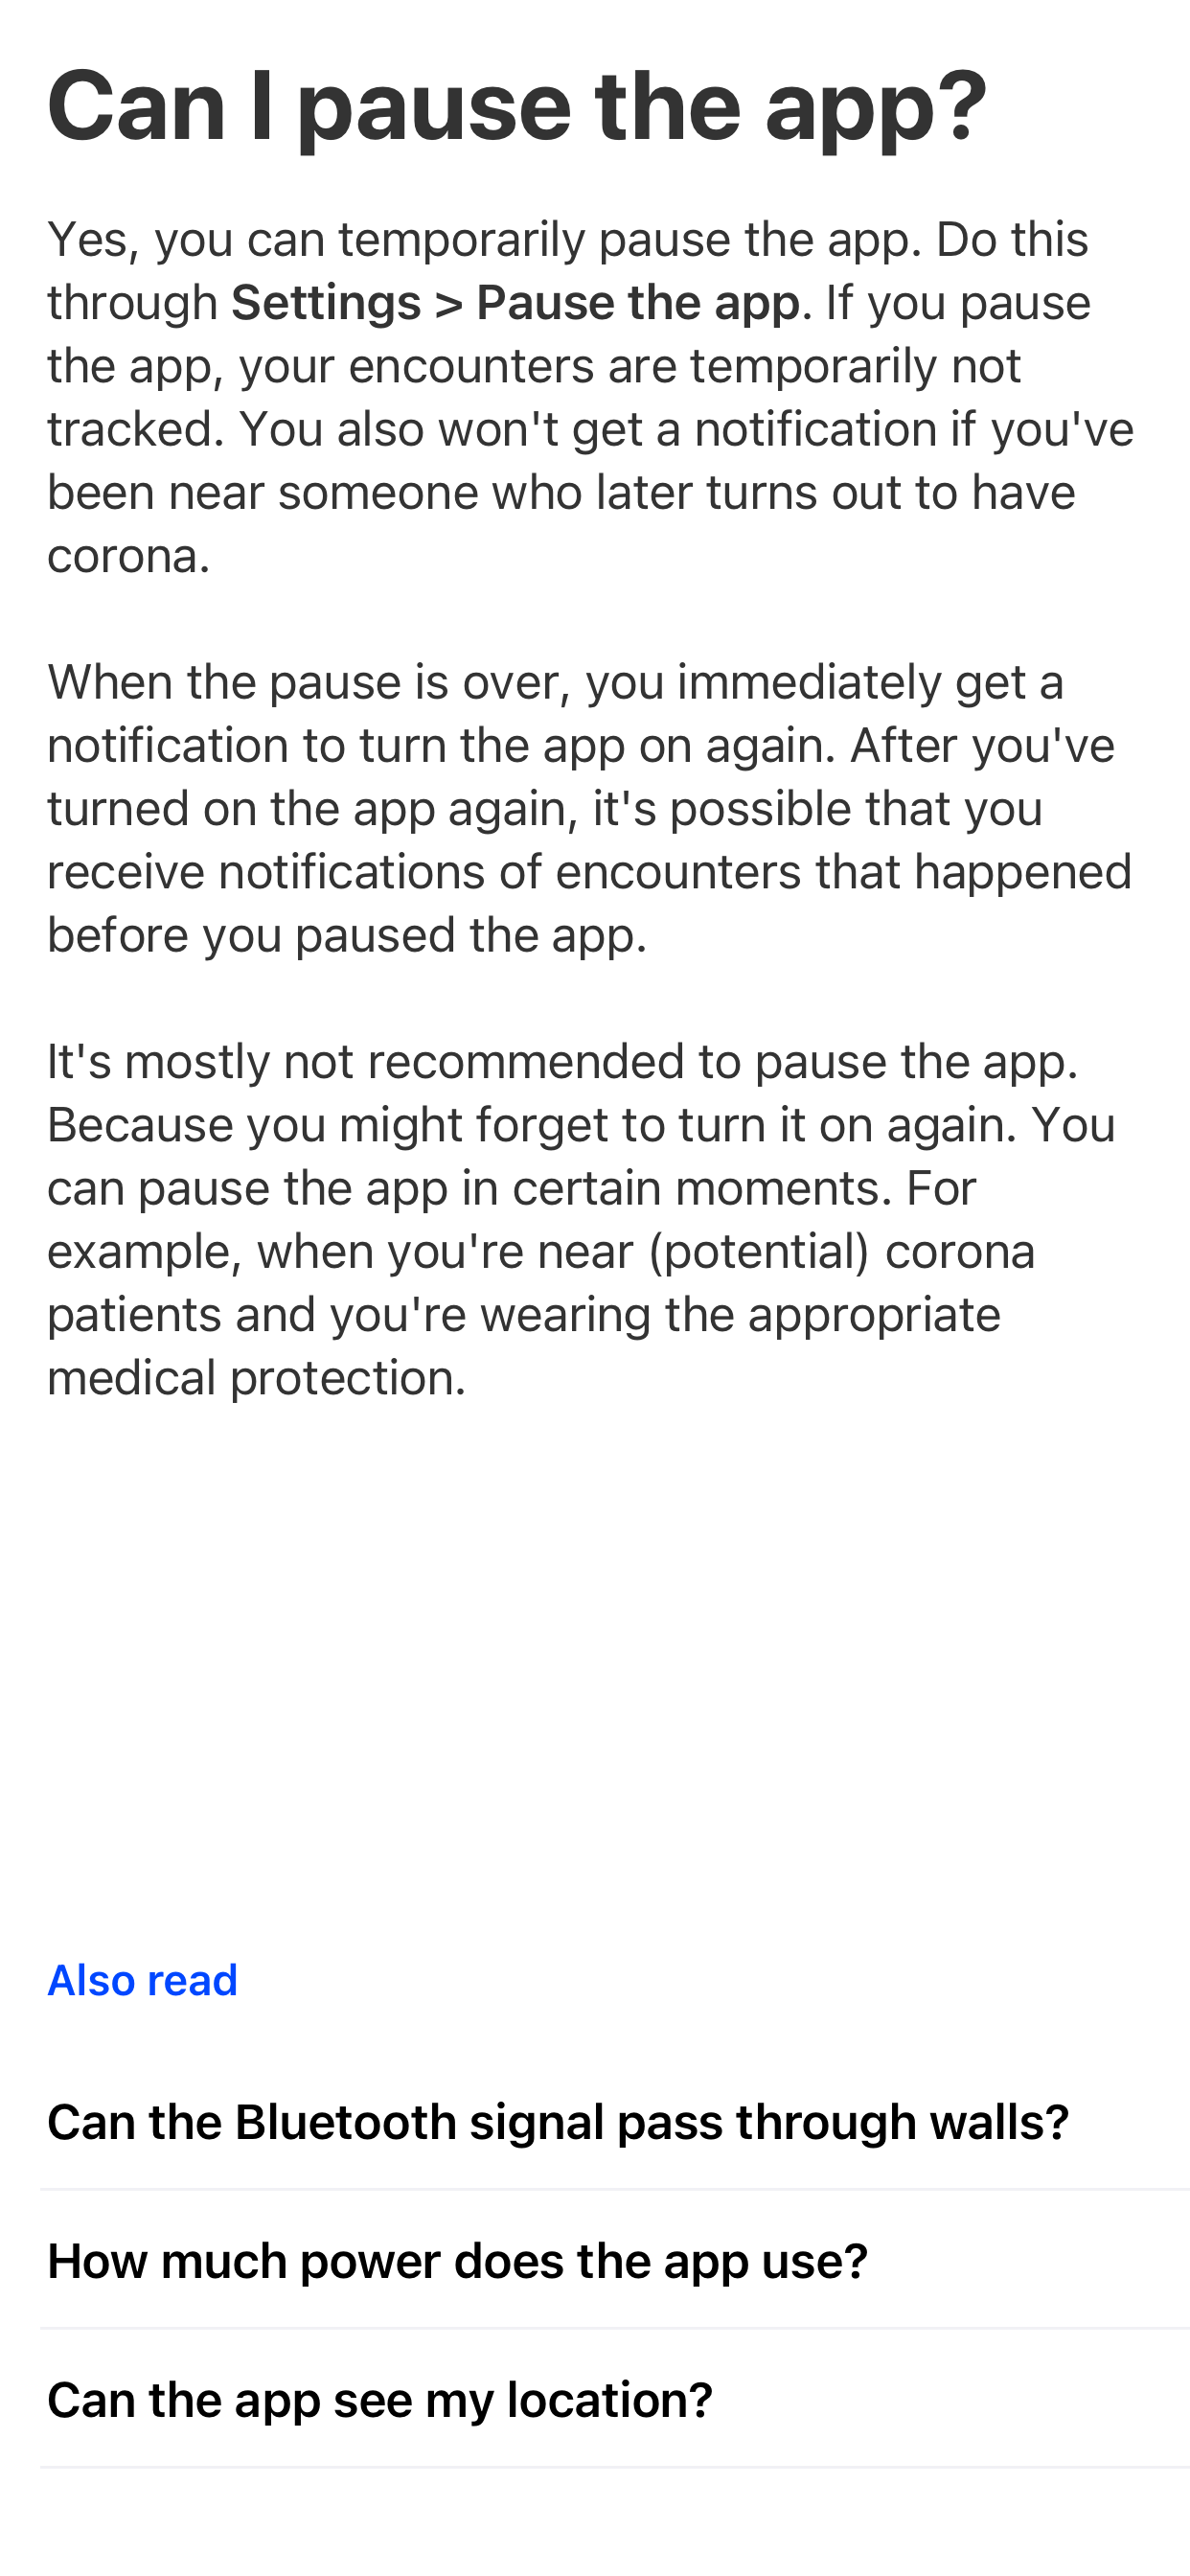 Can I pause the app?
Yes, you can temporarily pause the app. Do this
through Settings > Pause the app. If you pause
the app, your encounters are temporarily not
tracked. You also won't get a notification if you've
been near someone who later turns out to have
corona.
When the pause is over, you immediately get a
notification to turn the app on again. After you've
turned on the app again, it's possible that you
receive notifications of encounters that happened
before you paused the app.
It's mostly not recommended to pause the app.
Because you might forget to turn it on again. You
can pause the app in certain moments. For
example, when you're near (potential) corona
patients and you're wearing the appropriate
medical protection.
Also read
Can the Bluetooth signal pass through walls?
How much power does the app use?
Can the app see my location?